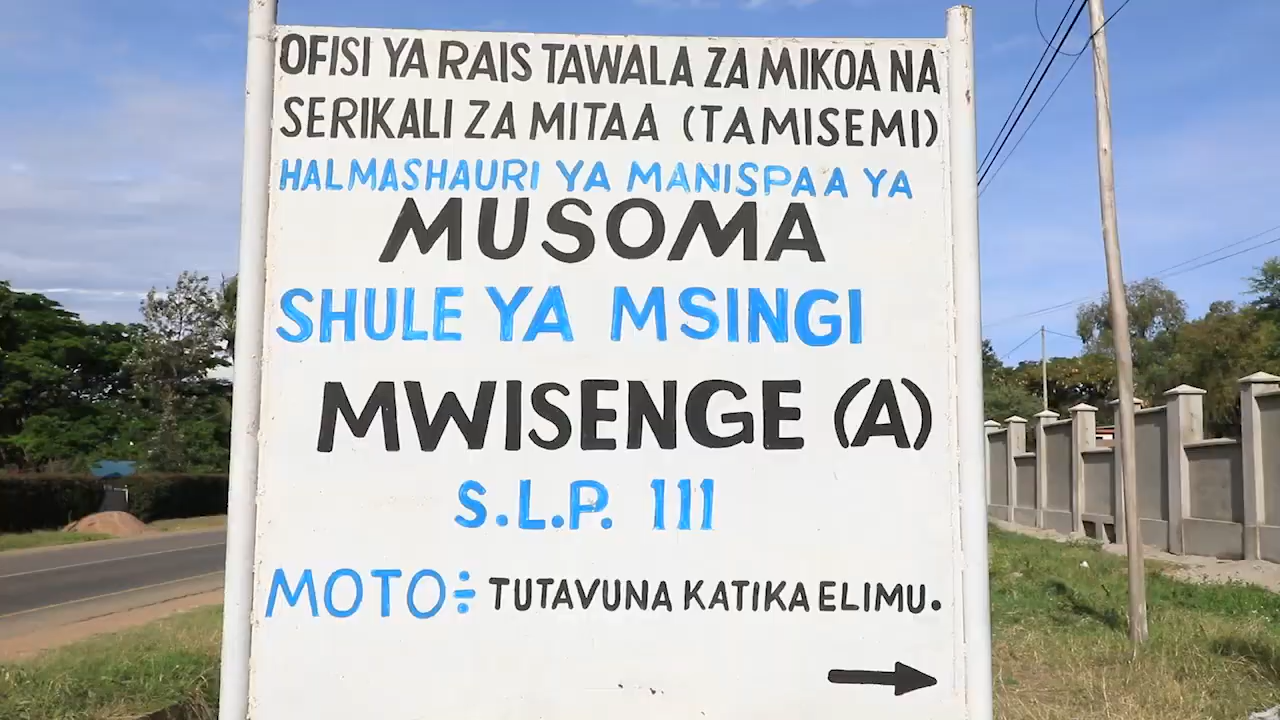 OFISI YA RAIS TAWALA ZA MIKOA NA
SERIKALI ZA MITAA (TAMISEMI)
HALMASHAURI YA MANISPAA YA
MUSOMA
SHULE YA MSINGI
MWISENGE (A)
S.L.P. 111
MOTO÷ TUTAVUNA KATIKA ELIMU.